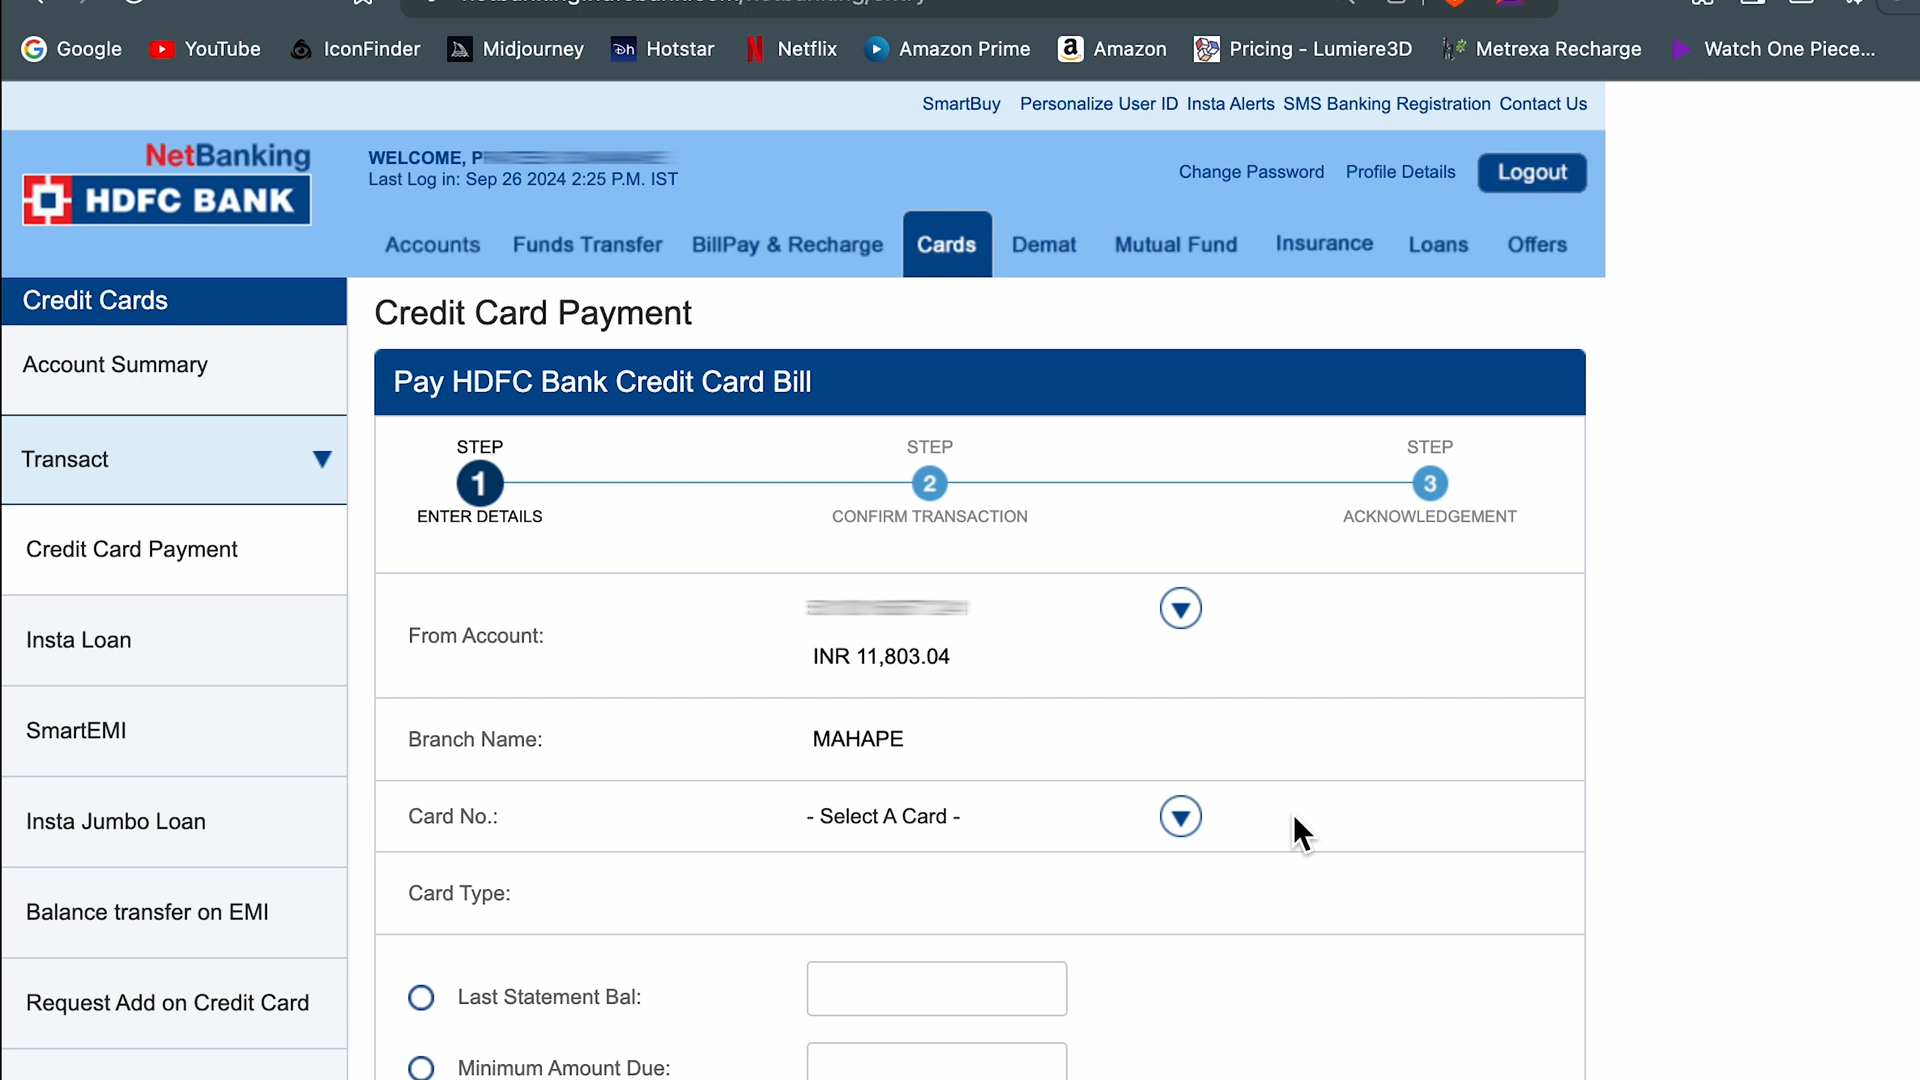 Google YouTube IconFinder Midjourney Hotstar Netflix Amazon Prime Amazon Pricing - Lumiere3D Metrexa Recharge Watch One Piece...
SmartBuy Personalize User ID Insta Alerts SMS Banking Registration Contact Us
NetBanking
HDFC BANK
WELCOME, P
Last Log in: Sep 26 2024 2:25 P.M. IST
Change Password Profile Details Logout
Accounts Funds Transfer BillPay & Recharge Cards Demat Mutual Fund Insurance Loans Offers
Credit Cards
Account Summary
Transact
Credit Card Payment
Insta Loan
SmartEMI
Insta Jumbo Loan
Balance transfer on EMI
Request Add on Credit Card
Credit Card Payment
Pay HDFC Bank Credit Card Bill
STEP STEP STEP
1 2 3
ENTER DETAILS CONFIRM TRANSACTION ACKNOWLEDGEMENT
From Account:
INR 11,803.04
Branch Name: MAHAPE
Card No.: - Select A Card -
Card Type:
Last Statement Bal:
Minimum Amount Due: